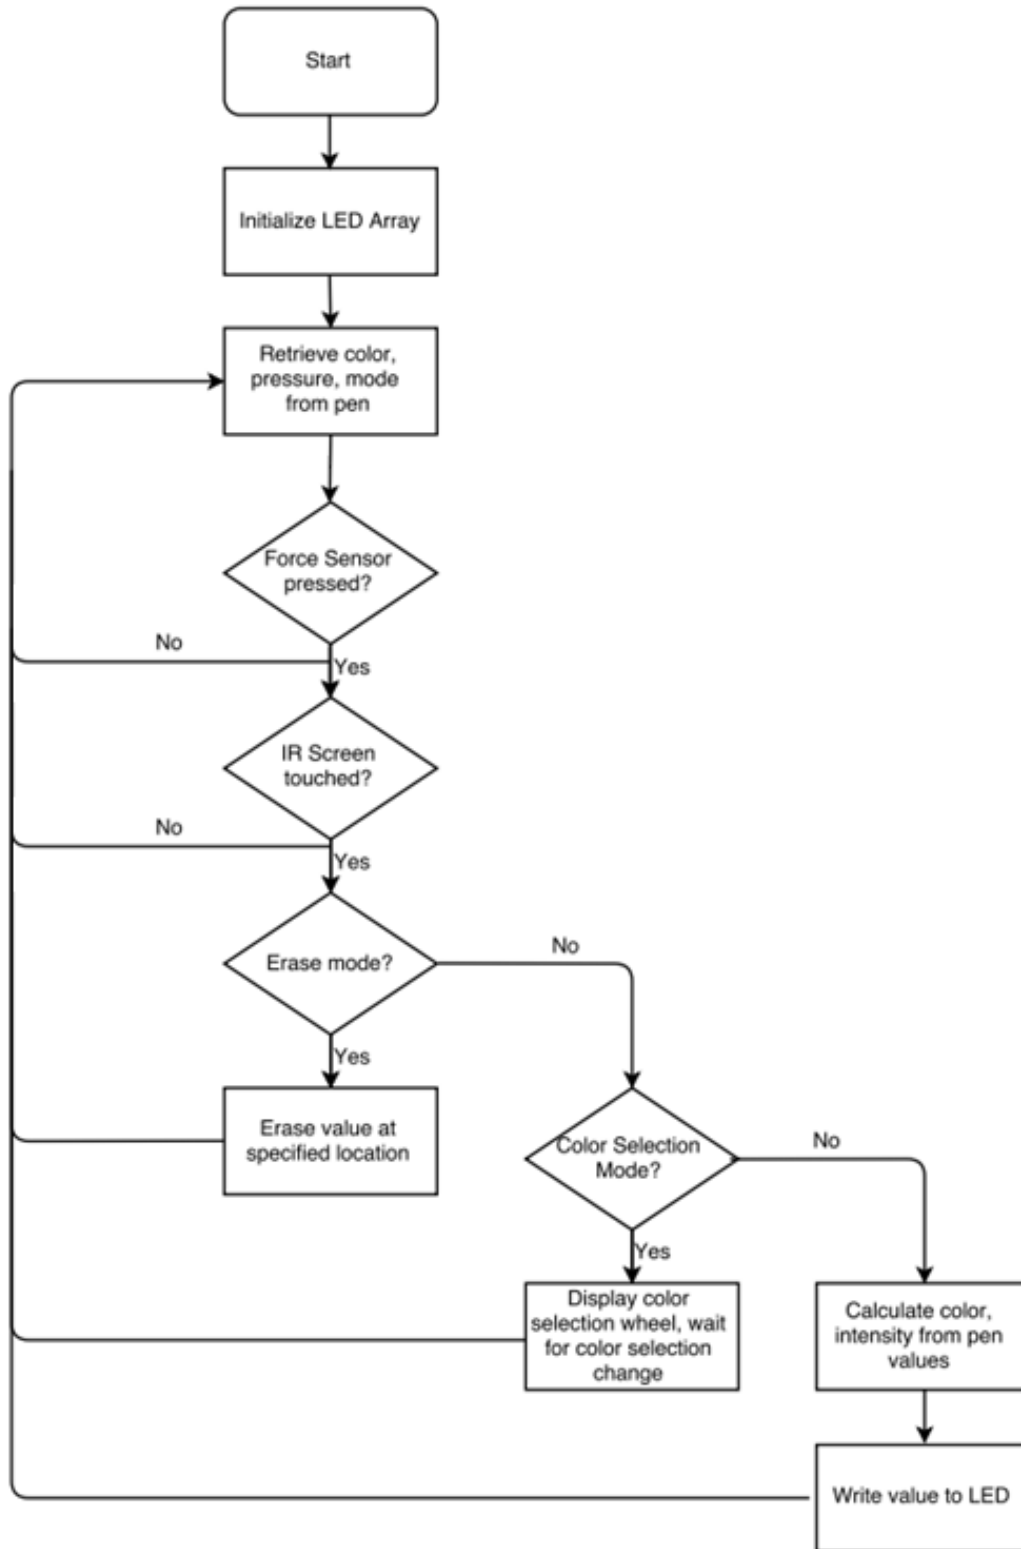 Start
Initialize LED Array
Retrieve color,
pressure, mode
from pen
Force Sensor
pressed?
No
Yes
IR Screen
touched?
No
Yes
Erase mode?
No
Yes
Erase value at
specified location
Color Selection
Mode?
No
Yes
Display color
selection wheel, wait
for color selection
change
Calculate color,
intensity from pen
values
Write value to LED